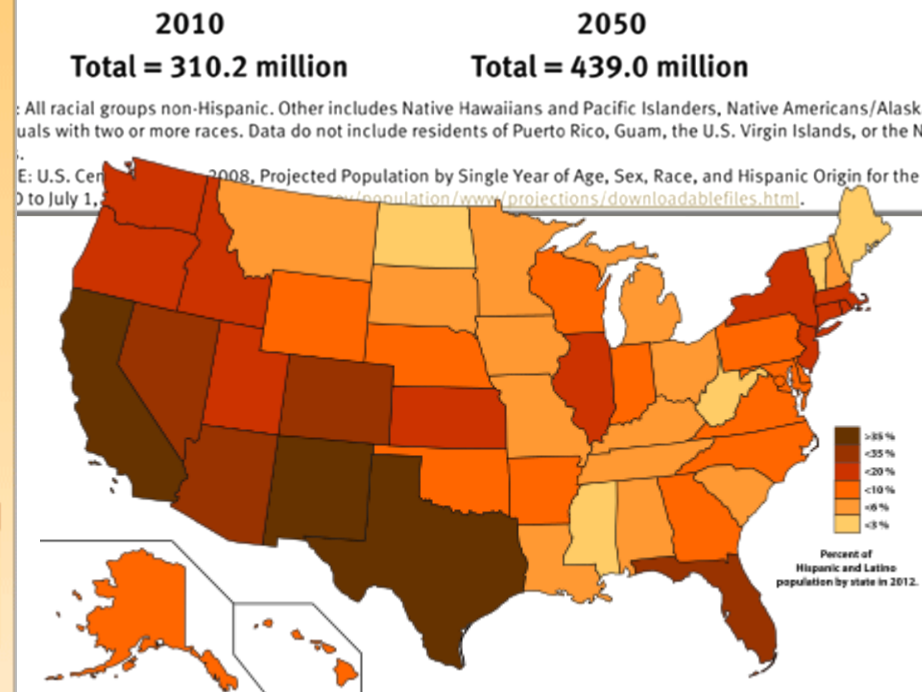 2010 2050
Total = 310.2 million Total = 439.0 million
: All racial groups non-Hispanic. Other includes Native Hawaiians and Pacific Islanders, Native Americans/Alask
uals with two or more races. Data do not include residents of Puerto Rico, Guam, the U.S. Virgin Islands, or the N
.
E: U.S. Cen 2008, Projected Population by Single Year of Age, Sex, Race, and Hispanic Origin for the
0 to July 1, /population/www/projections/downloadablefiles.html.
>35 %
<35 %
<20 %
<10 %
<6 %
<3 %
Percent of
Hispanic and Latino
population by state in 2012.